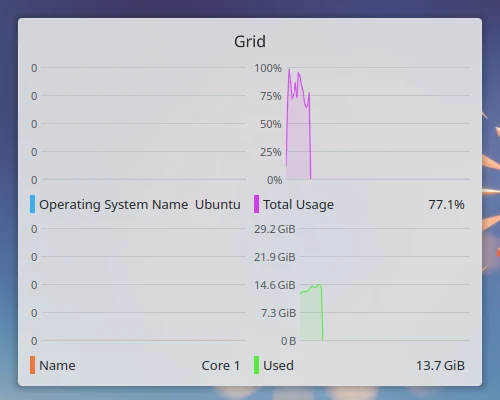 Grid
0
0
0
0
0
Operating System Name Ubuntu
100%
75%
50%
25%
0%
Total Usage 77.1%
0
0
0
0
0
Name Core 1
29.2 GiB
21.9 GiB
14.6 GiB
7.3 GiB
0 B
Used 13.7 GiB